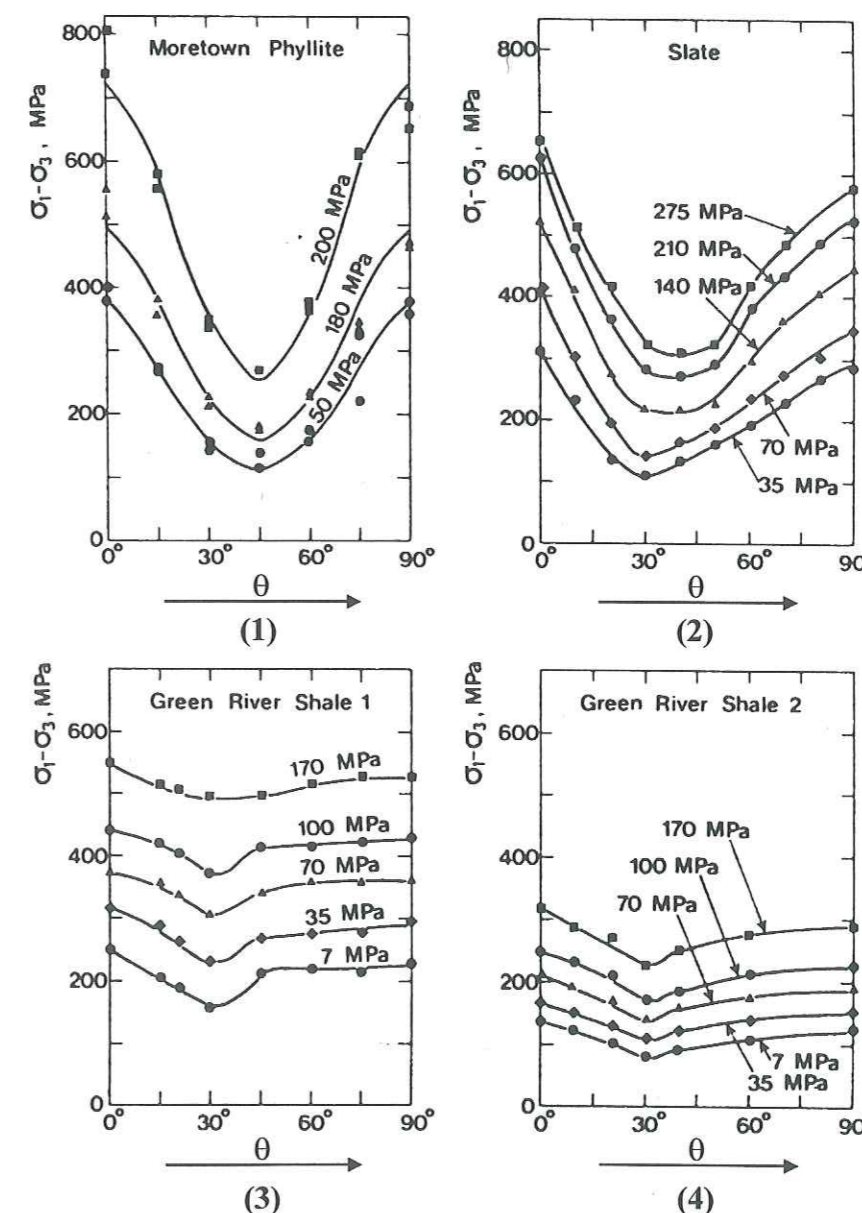 Moretown Phyllite
σ₁-σ₃, MPa
800
600
400
200
0
200 MPa
180 MPa
50 MPa
0° 30° 60° 90°
θ
(1)
Slate
σ₁-σ₃, MPa
800
600
400
200
0
275 MPa
210 MPa
140 MPa
70 MPa
35 MPa
0° 30° 60° 90°
θ
(2)
Green River Shale 1
σ₁-σ₃, MPa
600
400
200
0
170 MPa
100 MPa
70 MPa
35 MPa
7 MPa
0° 30° 60° 90°
θ
(3)
Green River Shale 2
σ₁-σ₃, MPa
600
400
200
0
170 MPa
100 MPa
70 MPa
7 MPa
35 MPa
0° 30° 60° 90°
θ
(4)